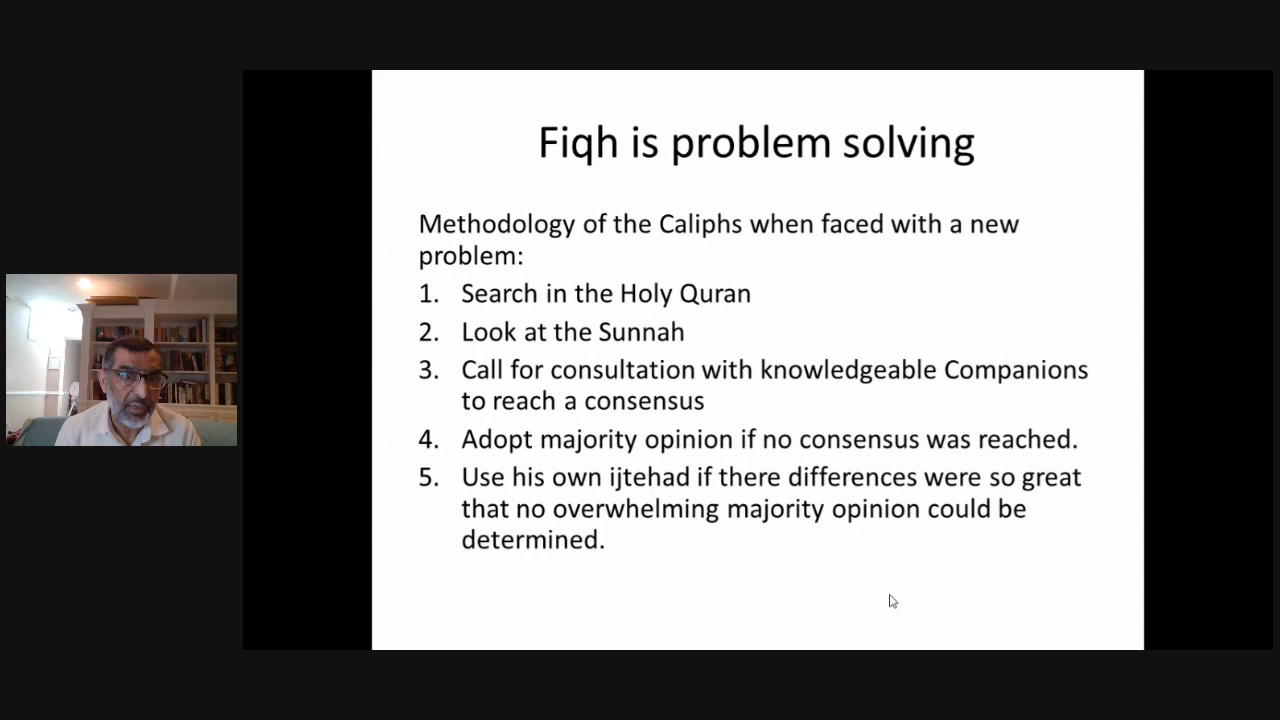 Fiqh is problem solving
Methodology of the Caliphs when faced with a new
problem:
1. Search in the Holy Quran
2. Look at the Sunnah
3. Call for consultation with knowledgeable Companions
to reach a consensus
4. Adopt majority opinion if no consensus was reached.
5. Use his own ijtehad if there differences were so great
that no overwhelming majority opinion could be
determined.